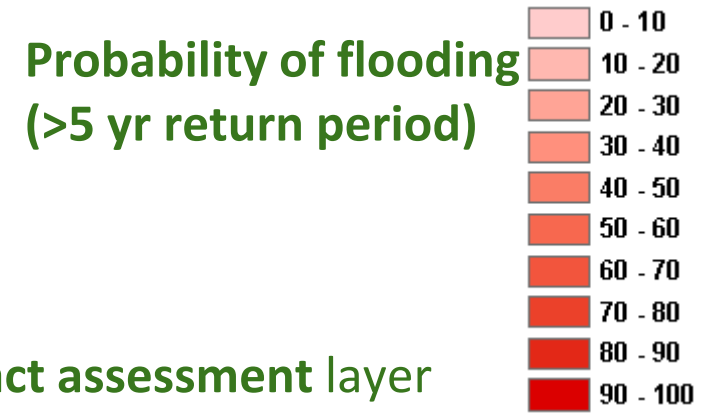 Probability of flooding
(>5 yr return period)
0 - 10
10 - 20
20 - 30
30 - 40
40 - 50
50 - 60
60 - 70
70 - 80
80 - 90
90 - 100
assessment layer